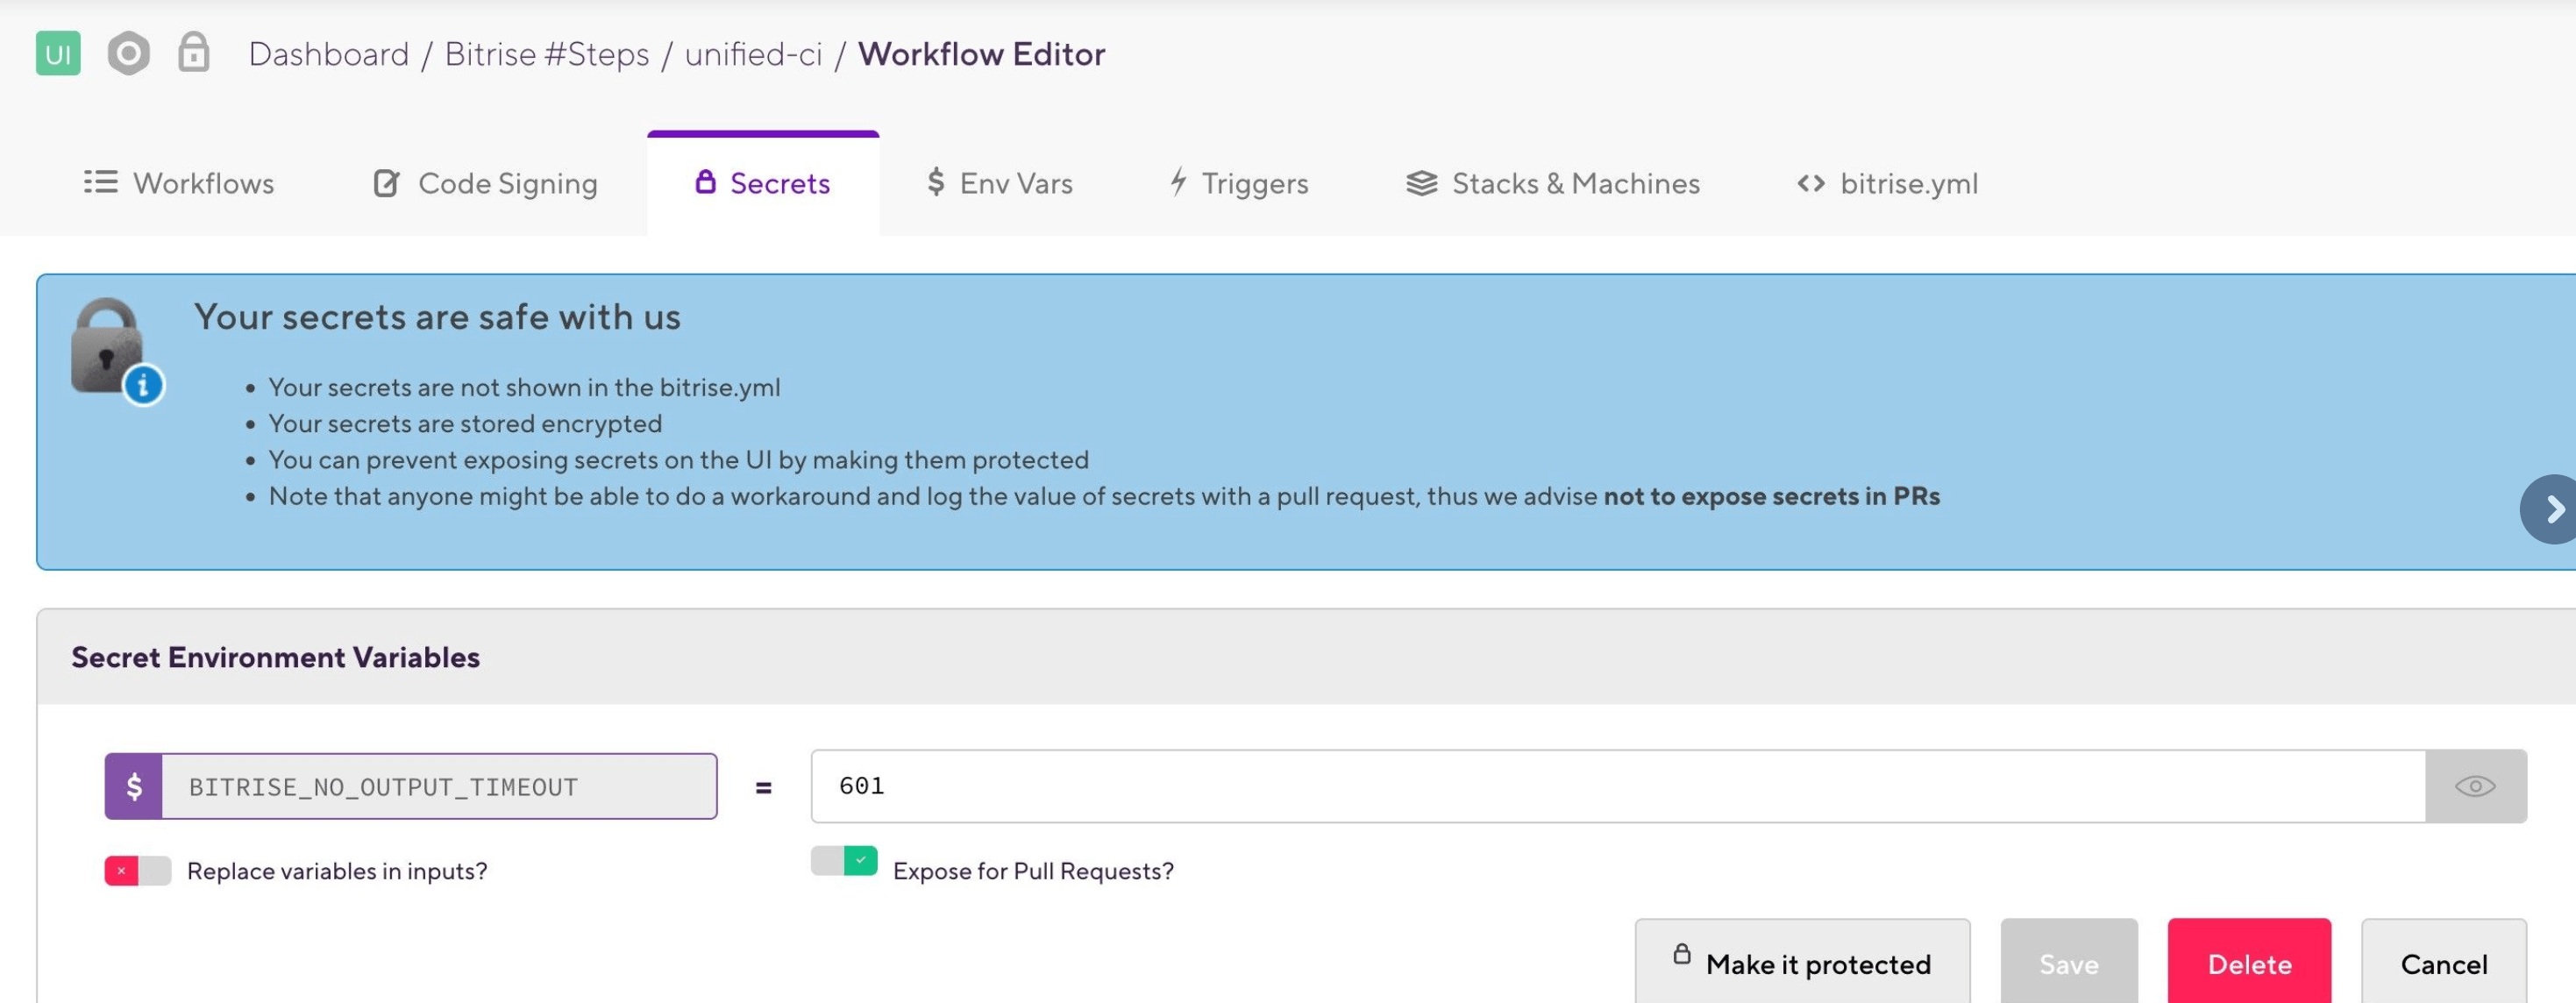 UI Dashboard / Bitrise #Steps / unified-ci / Workflow Editor
Workflows Code Signing Secrets $ Env Vars Triggers Stacks & Machines <> bitrise.yml
Your secrets are safe with us
• Your secrets are not shown in the bitrise.yml
• Your secrets are stored encrypted
• You can prevent exposing secrets on the UI by making them protected
• Note that anyone might be able to do a workaround and log the value of secrets with a pull request, thus we advise not to expose secrets in PRs
Secret Environment Variables
$ BITRISE_NO_OUTPUT_TIMEOUT = 601
Replace variables in inputs? Expose for Pull Requests?
Make it protected Save Delete Cancel